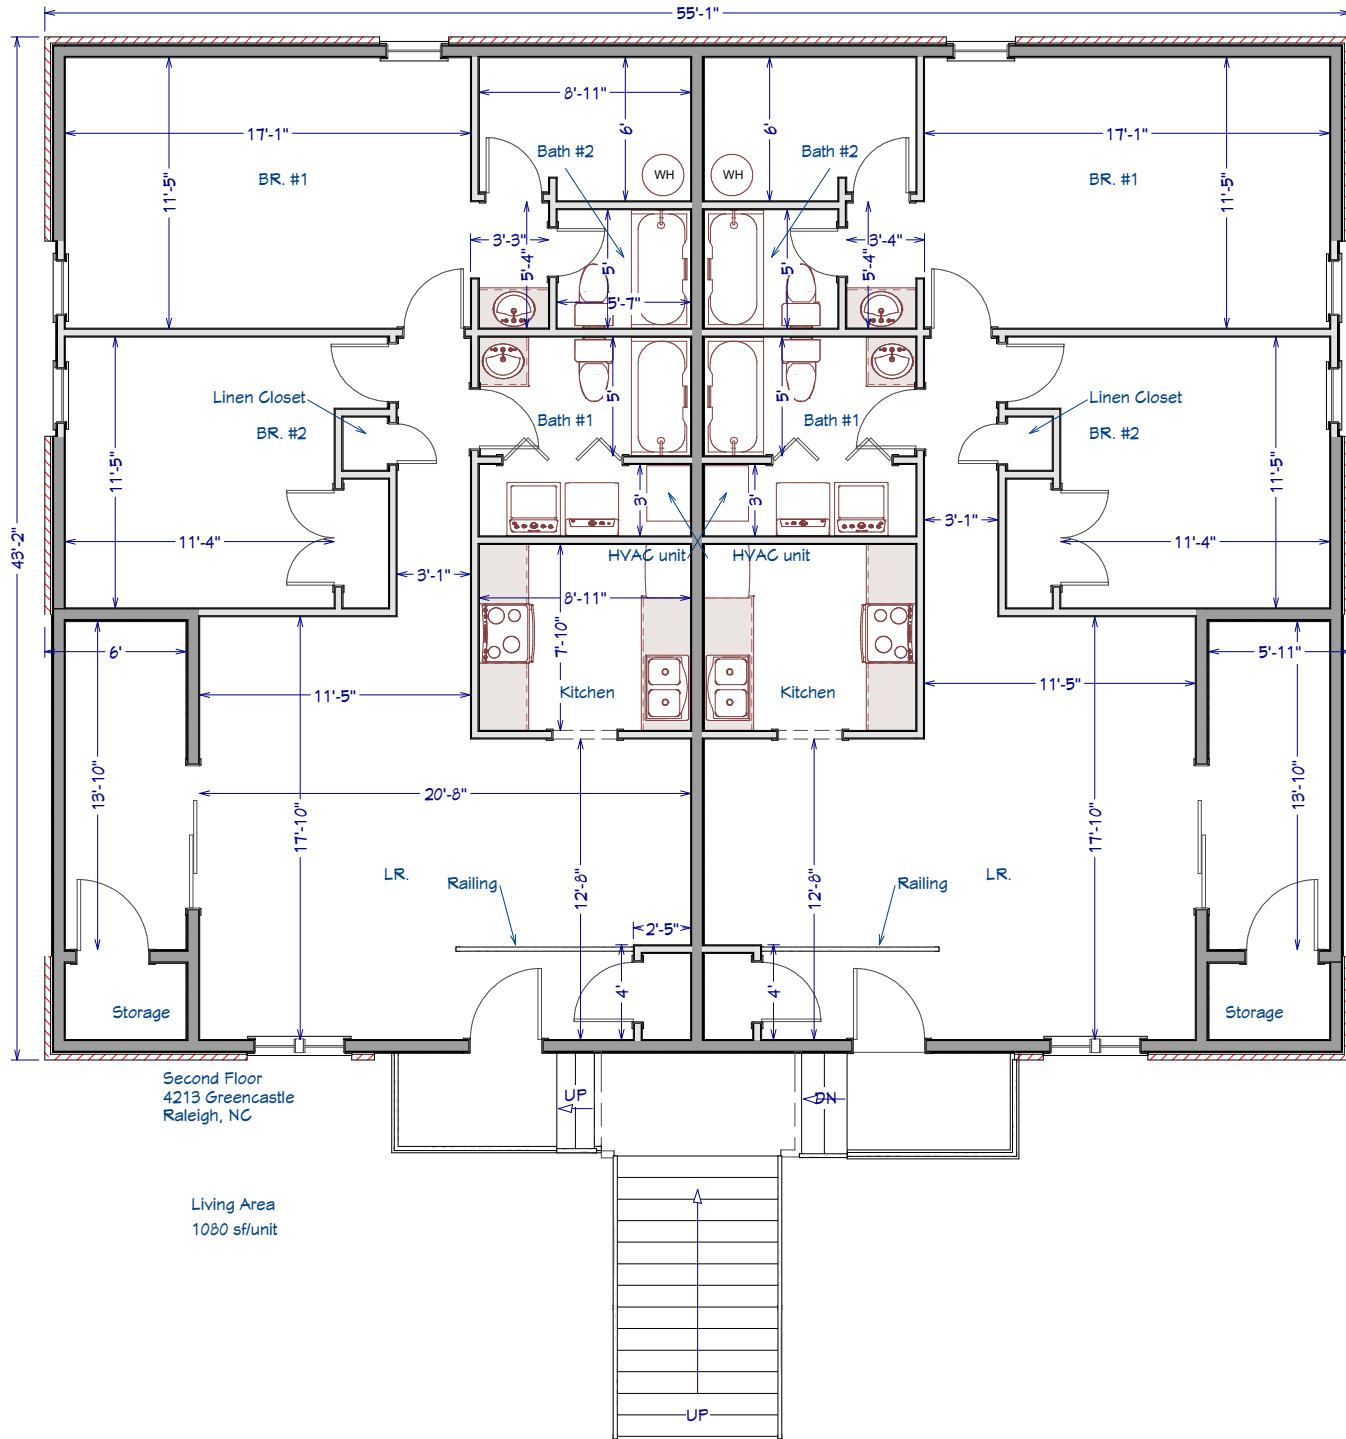 55'-1"
8'-11"
6'
6'
17'-1"
17'-1"
Bath #2
Bath #2
WH
WH
BR. #1
BR. #1
11'-5"
11'-5"
3'-3"
3'-4"
5'-4"
5'
5'
5'-4"
5'-7"
Linen Closet
Linen Closet
5'
5'
Bath #1
Bath #1
BR. #2
BR. #2
11'-5"
11'-5"
3'
3'
3'-1"
11'-4"
11'-4"
43'-2"
HVAC unit
HVAC unit
3'-1"
8'-11"
7'-10"
6'
5'-11"
11'-5"
11'-5"
Kitchen
Kitchen
13'-10"
13'-10"
20'-8"
17'-10"
17'-10"
LR.
LR.
Railing
Railing
12'-8"
12'-8"
2'-5"
4'
4'
Storage
Storage
Second Floor
4213 Greencastle
Raleigh, NC
UP
DN
Living Area
1080 sf/unit
UP